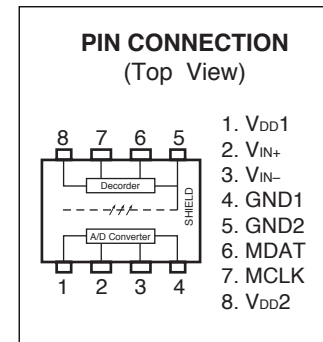 PIN CONNECTION
(Top View)
8 7 6 5
Decorder
SHIELD
A/D Converter
1 2 3 4
1. VDD1
2. VIN+
3. VIN–
4. GND1
5. GND2
6. MDAT
7. MCLK
8. VDD2